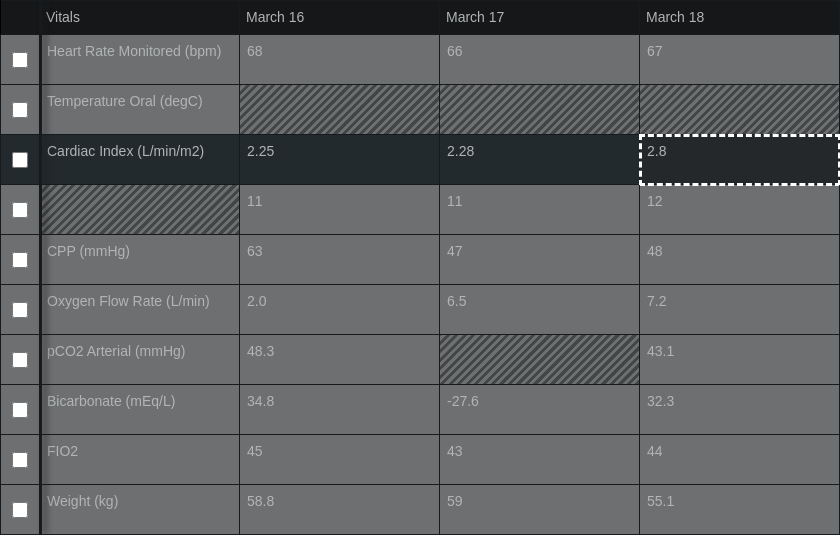 Vitals March 16 March 17 March 18
Heart Rate Monitored (bpm) 68 66 67
Temperature Oral (degC)
Cardiac Index (L/min/m2) 2.25 2.28 2.8
11 11 12
CPP (mmHg) 63 47 48
Oxygen Flow Rate (L/min) 2.0 6.5 7.2
pCO2 Arterial (mmHg) 48.3 43.1
Bicarbonate (mEq/L) 34.8 -27.6 32.3
FIO2 45 43 44
Weight (kg) 58.8 59 55.1